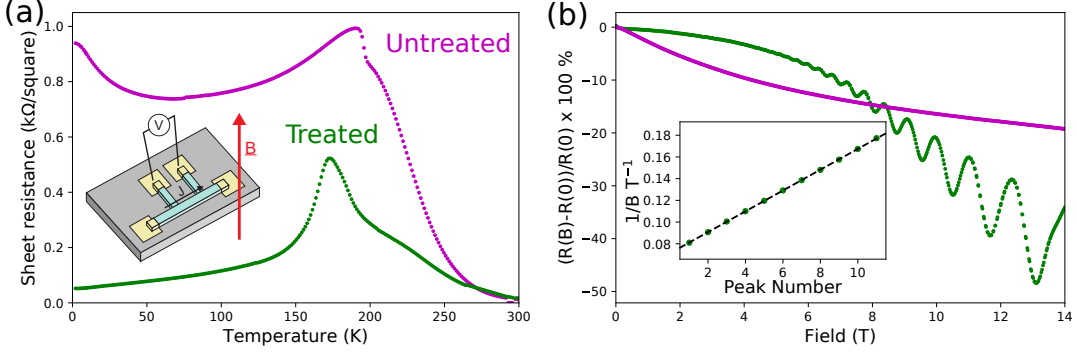 (a)
Sheet resistance (kΩ/square)
1.0
0.8
0.6
0.4
0.2
0.0
Untreated
Treated
V
J
B
0
50
100
150
200
250
300
Temperature (K)
(b)
(R(B)-R(0))/R(0) x 100 %
0
−10
−20
−30
−40
−50
1/B T⁻¹
0.18
0.16
0.14
0.12
0.10
0.08
2
4
6
8
10
Peak Number
0
2
4
6
8
10
12
14
Field (T)